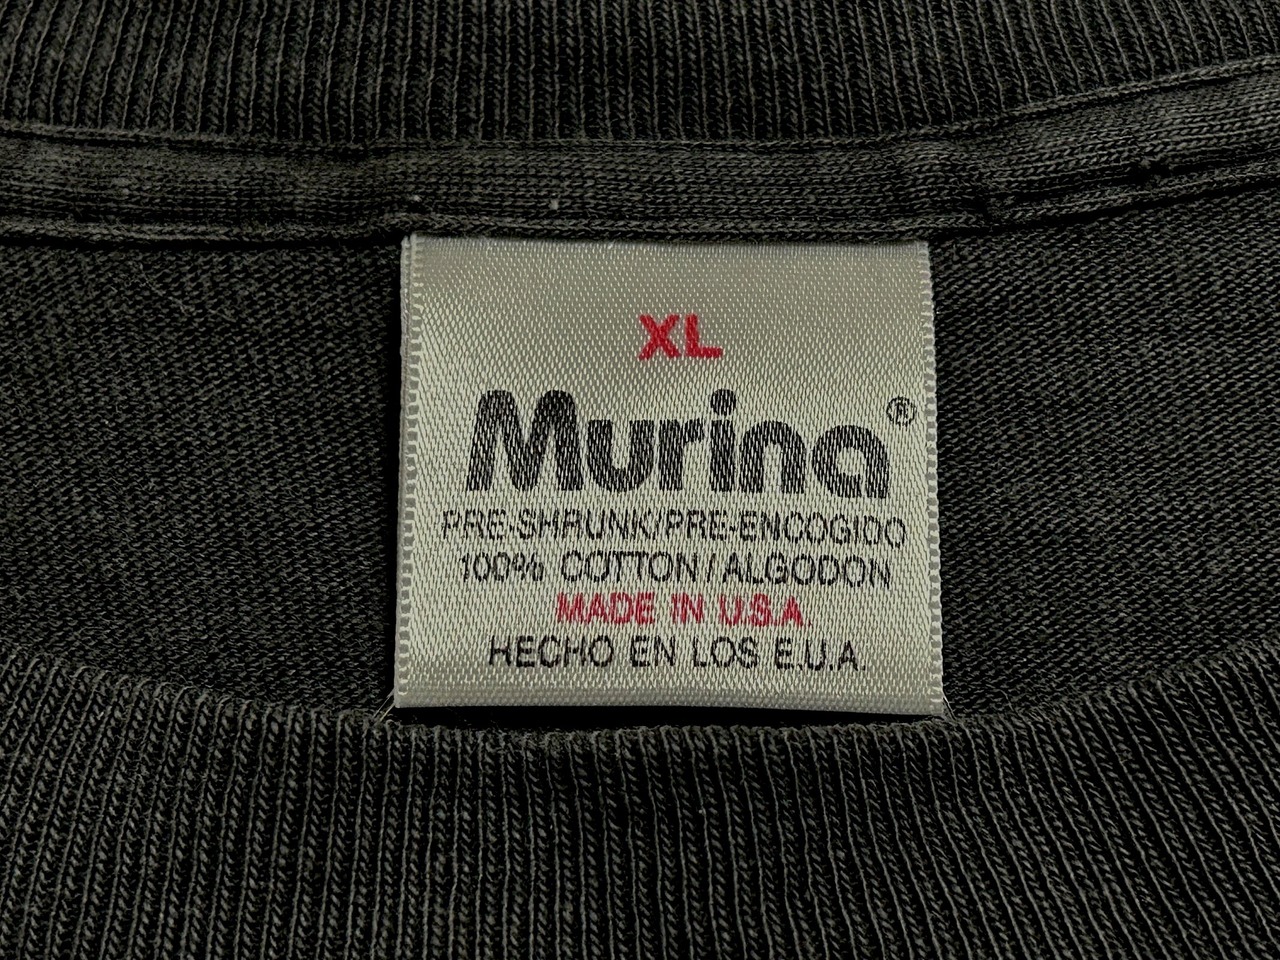 XL
Murina®
PRE-SHRUNK/PRE-ENCOGIDO
100% COTTON/ALGODON
MADE IN U.S.A
HECHO EN LOS E.U.A.